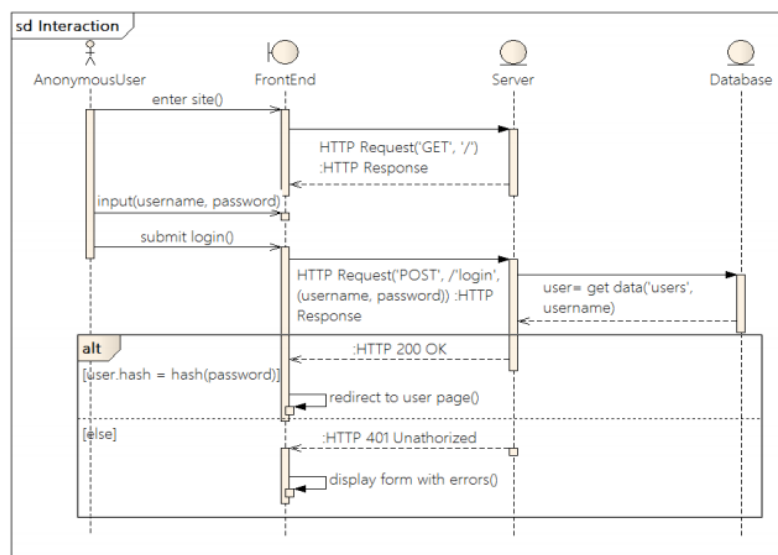 sd Interaction
AnonymousUser
FrontEnd
Server
Database
enter site()
HTTP Request('GET', '/')
:HTTP Response
input(username, password)
submit login()
HTTP Request('POST', /'login',
(username, password)) :HTTP
Response
user= get data('users',
username)
alt
:HTTP 200 OK
[user.hash = hash(password)]
redirect to user page()
[else]
:HTTP 401 Unathorized
display form with errors()